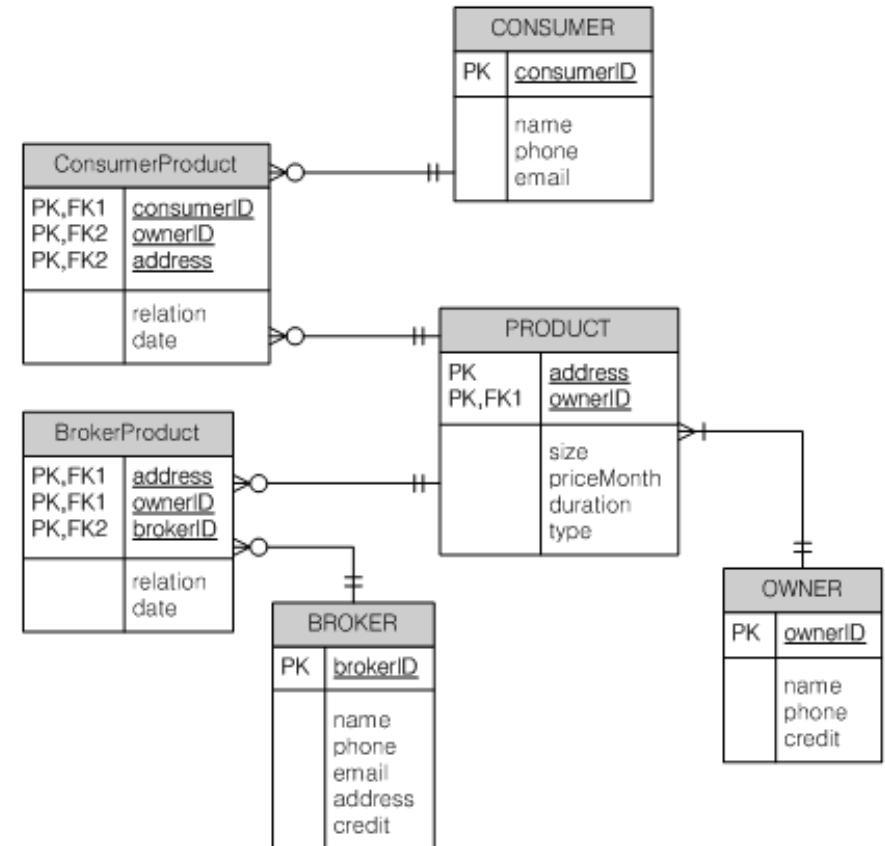 CONSUMER
PK consumerID
name
phone
email
ConsumerProduct
PK,FK1 consumerID
PK,FK2 ownerID
PK,FK2 address
relation
date
PRODUCT
PK address
PK,FK1 ownerID
size
priceMonth
duration
type
BrokerProduct
PK,FK1 address
PK,FK1 ownerID
PK,FK2 brokerID
relation
date
BROKER
PK brokerID
name
phone
email
address
credit
OWNER
PK ownerID
name
phone
credit